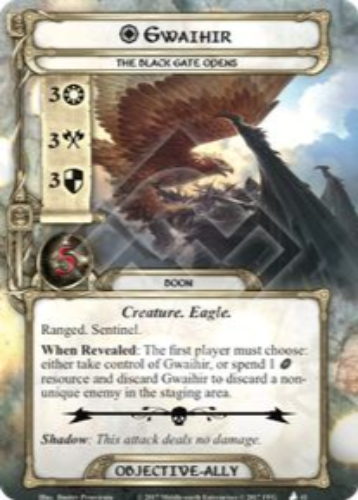 Gwaihir
The Black Gate Opens
3
3
3
5
Boon
Creature. Eagle.
Ranged. Sentinel.
When Revealed: The first player must choose:
either take control of Gwaihir, or spend 1
resource and discard Gwaihir to discard a non-
unique enemy in the staging area.
Shadow: This attack deals no damage.
Objective-Ally